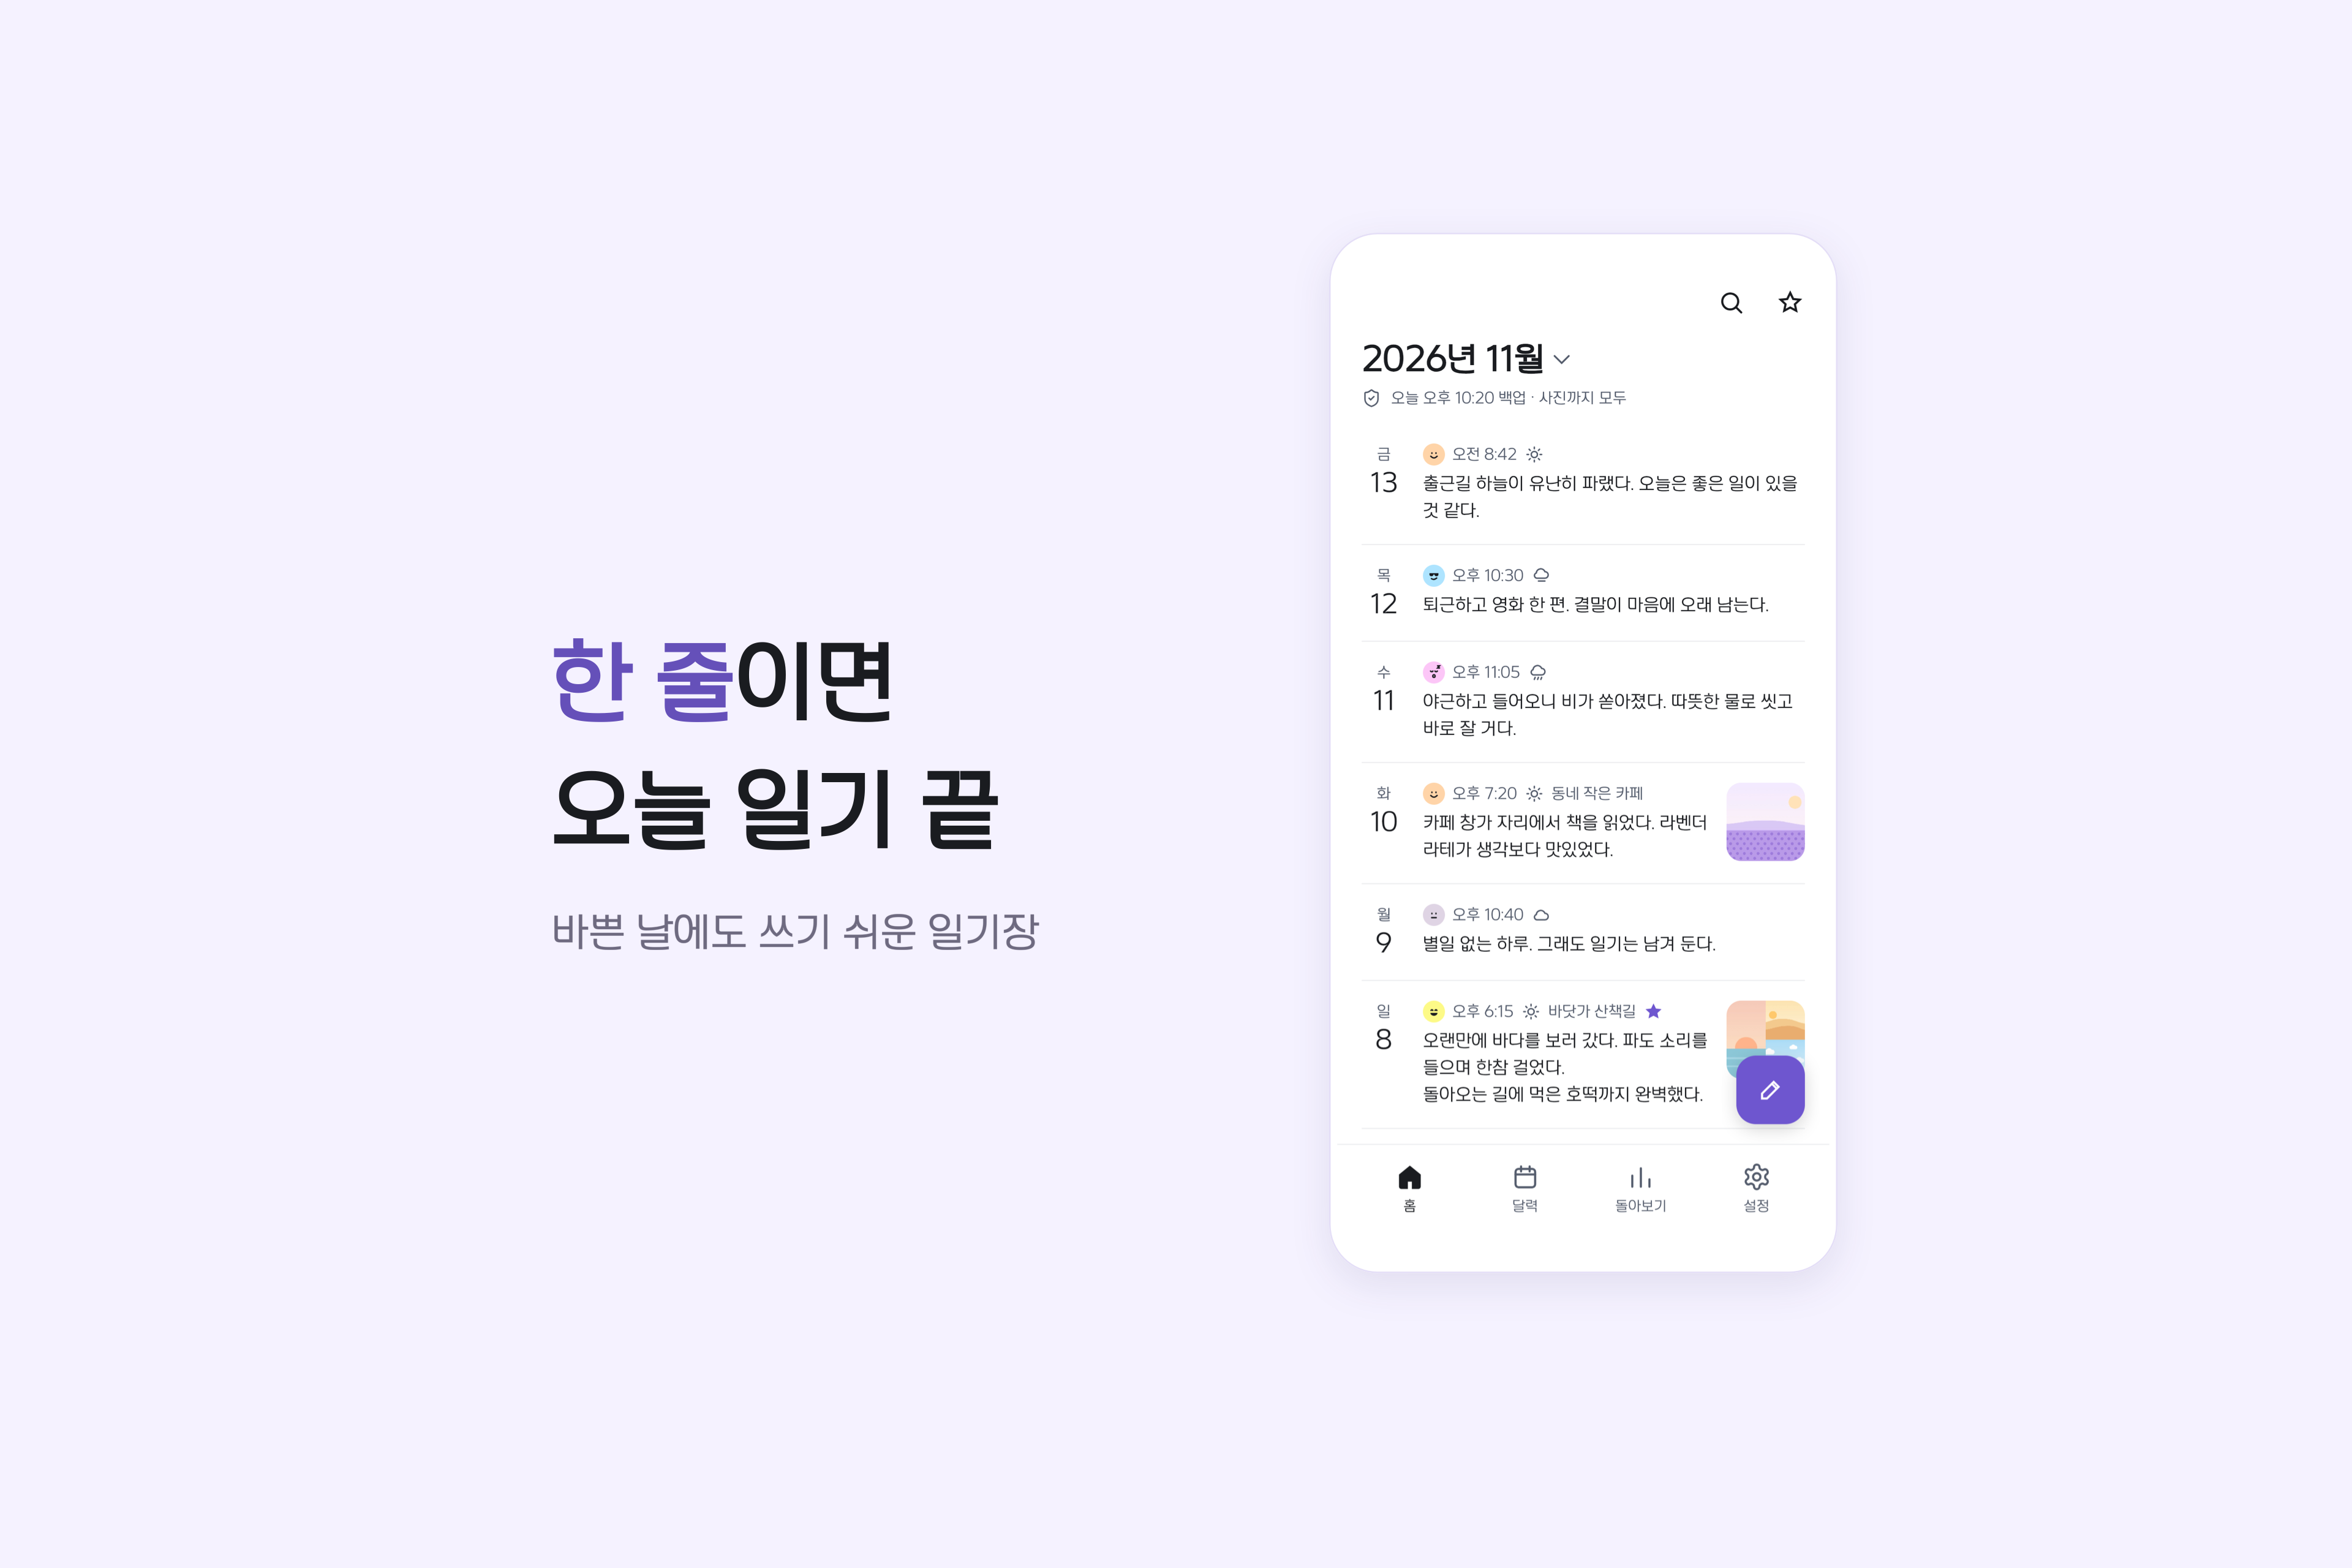 한 줄이면
오늘 일기 끝
바쁜 날에도 쓰기 쉬운 일기장
2026년 11월
오늘 오후 10:20 백업 · 사진까지 모두
금
13
오전 8:42
출근길 하늘이 유난히 파랬다. 오늘은 좋은 일이 있을
것 같다.
목
12
오후 10:30
퇴근하고 영화 한 편. 결말이 마음에 오래 남는다.
수
11
오후 11:05
야근하고 들어오니 비가 쏟아졌다. 따뜻한 물로 씻고
바로 잘 거다.
화
10
오후 7:20 동네 작은 카페
카페 창가 자리에서 책을 읽었다. 라벤더
라테가 생각보다 맛있었다.
월
9
오후 10:40
별일 없는 하루. 그래도 일기는 남겨 둔다.
일
8
오후 6:15 바닷가 산책길
오랜만에 바다를 보러 갔다. 파도 소리를
들으며 한참 걸었다.
돌아오는 길에 먹은 호떡까지 완벽했다.
홈
달력
돌아보기
설정